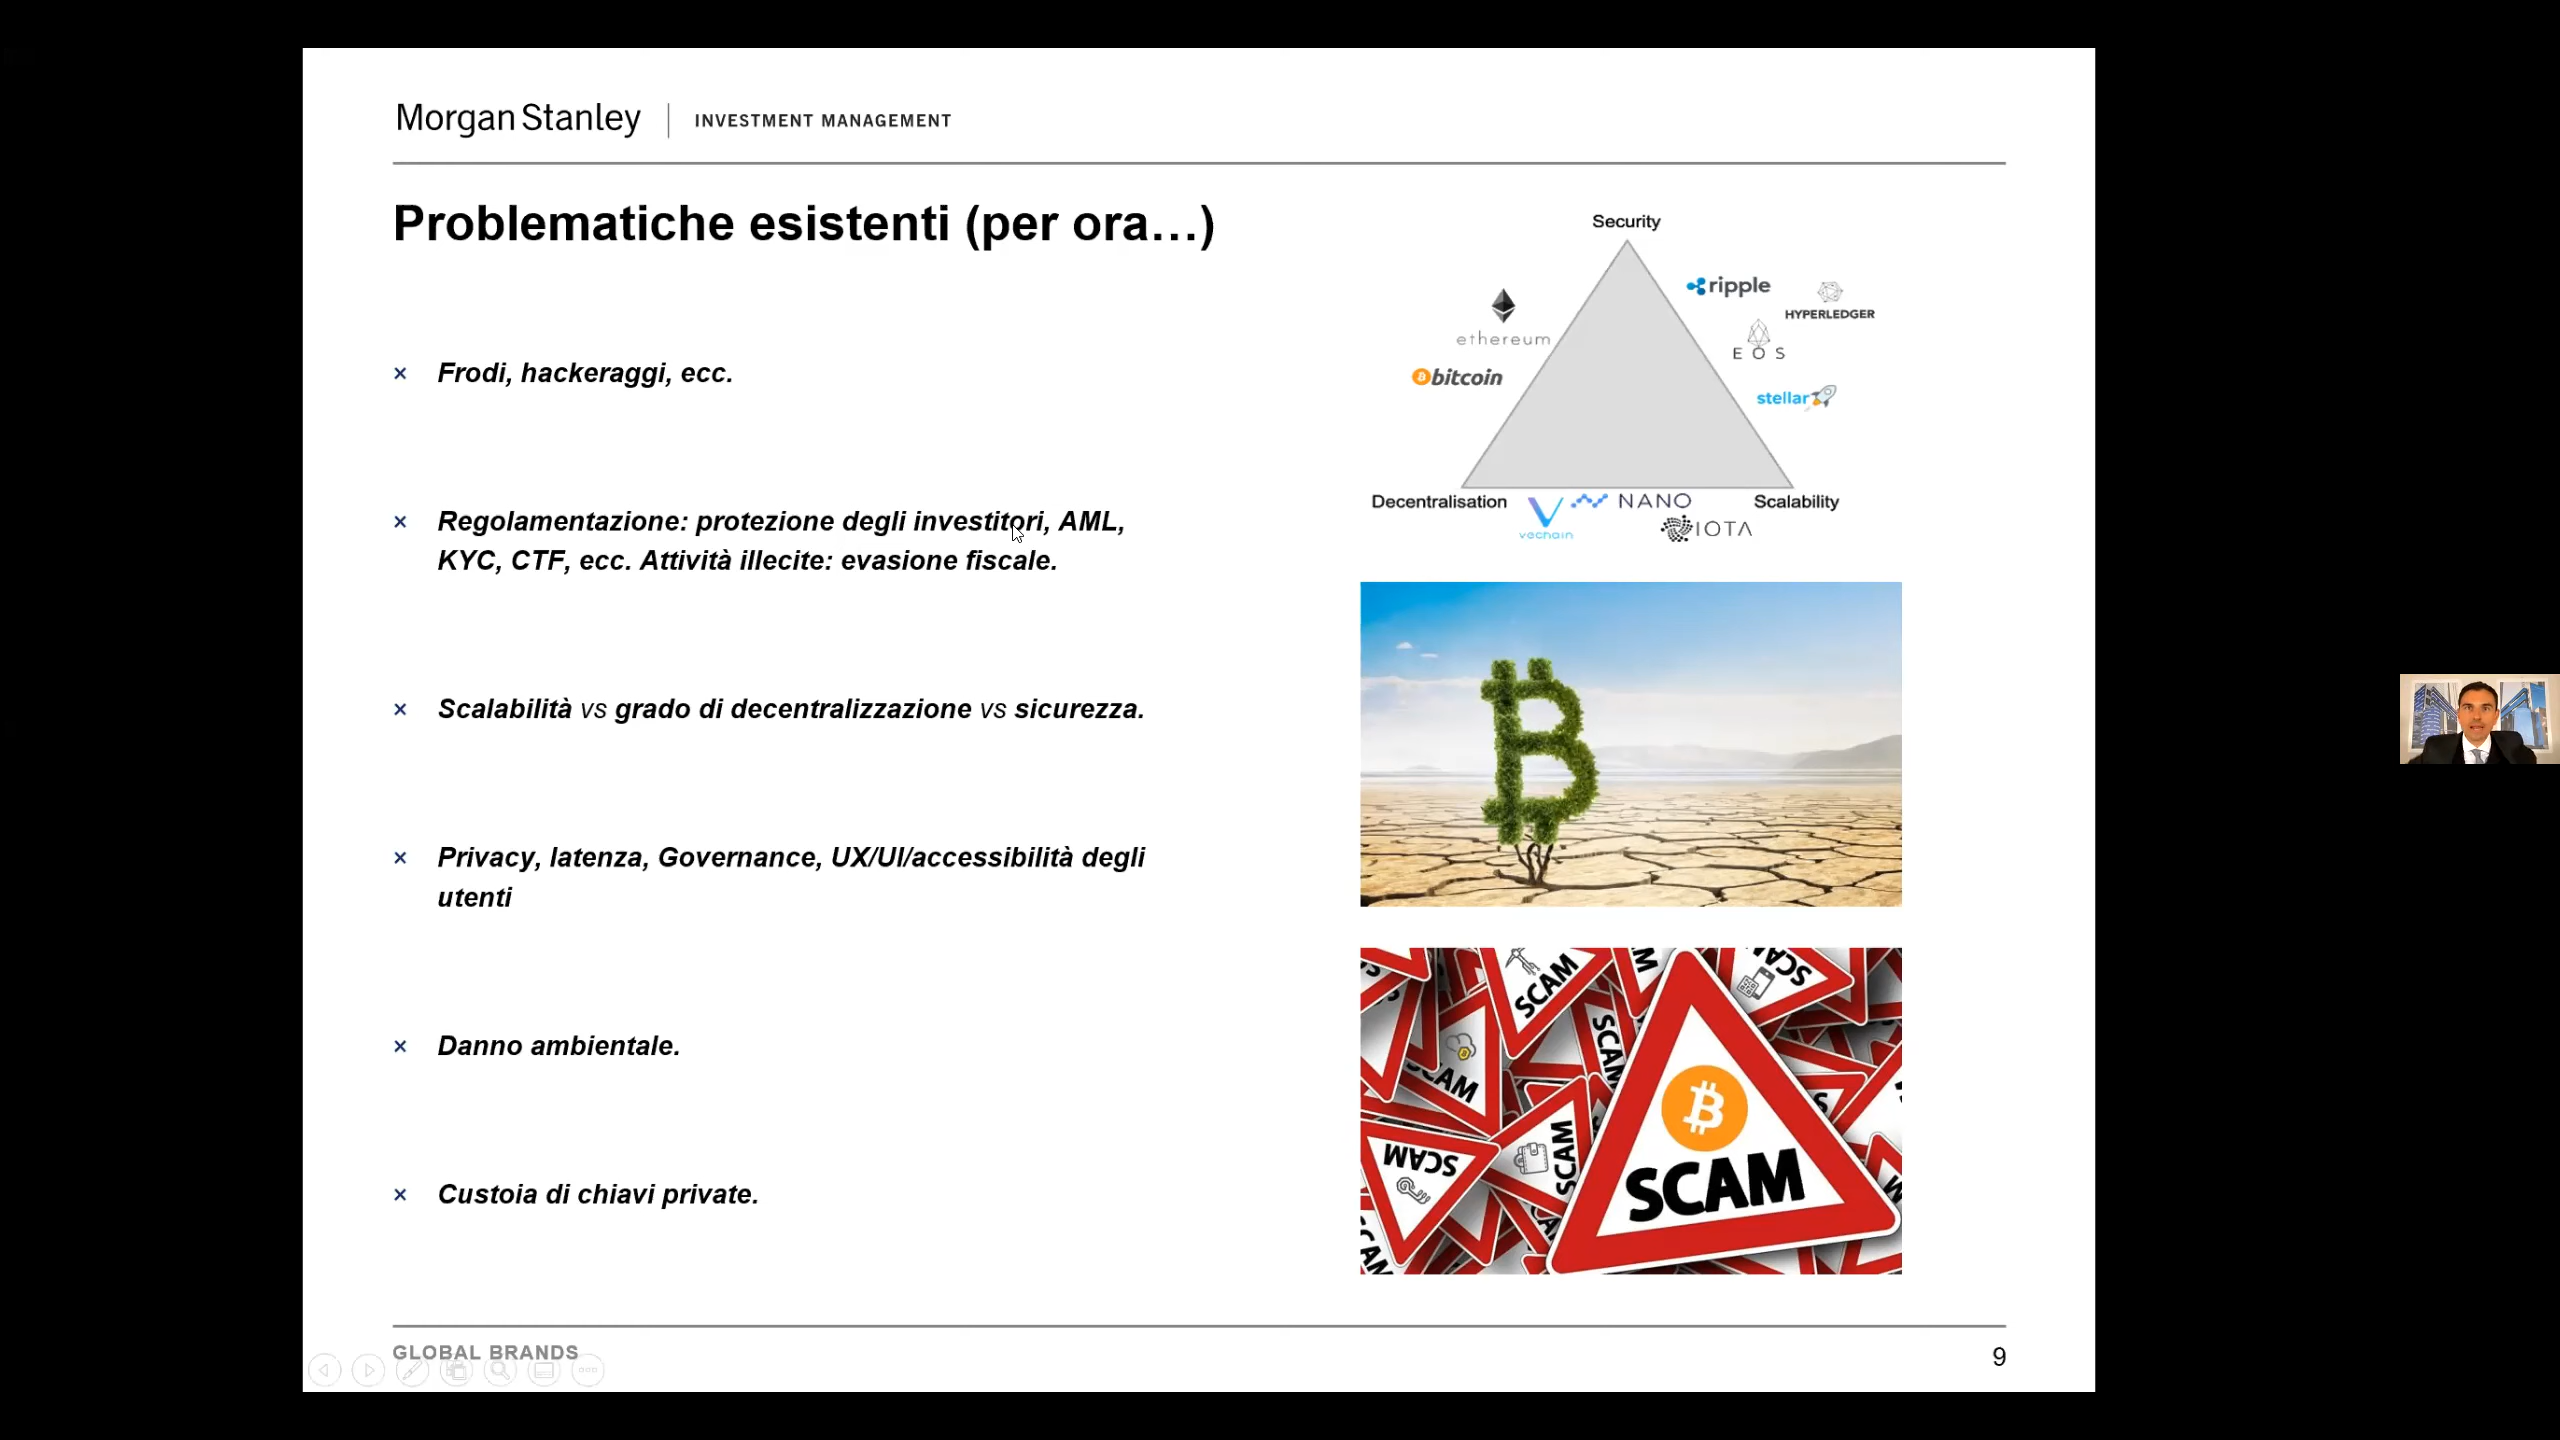 Morgan Stanley
INVESTMENT MANAGEMENT
Problematiche esistenti (per ora…)
× Frodi, hackeraggi, ecc.
× Regolamentazione: protezione degli investitori, AML,
KYC, CTF, ecc. Attività illecite: evasione fiscale.
× Scalabilità vs grado di decentralizzazione vs sicurezza.
× Privacy, latenza, Governance, UX/UI/accessibilità degli
utenti
× Danno ambientale.
× Custoia di chiavi private.
Security
ripple
HYPERLEDGER
ethereum
EOS
bitcoin
stellar
Decentralisation
NANO
Scalability
vechain
IOTA
SCAM
SCAM
SCAM
SCAM
SCAM
SCAM
SCAM
GLOBAL BRANDS
9